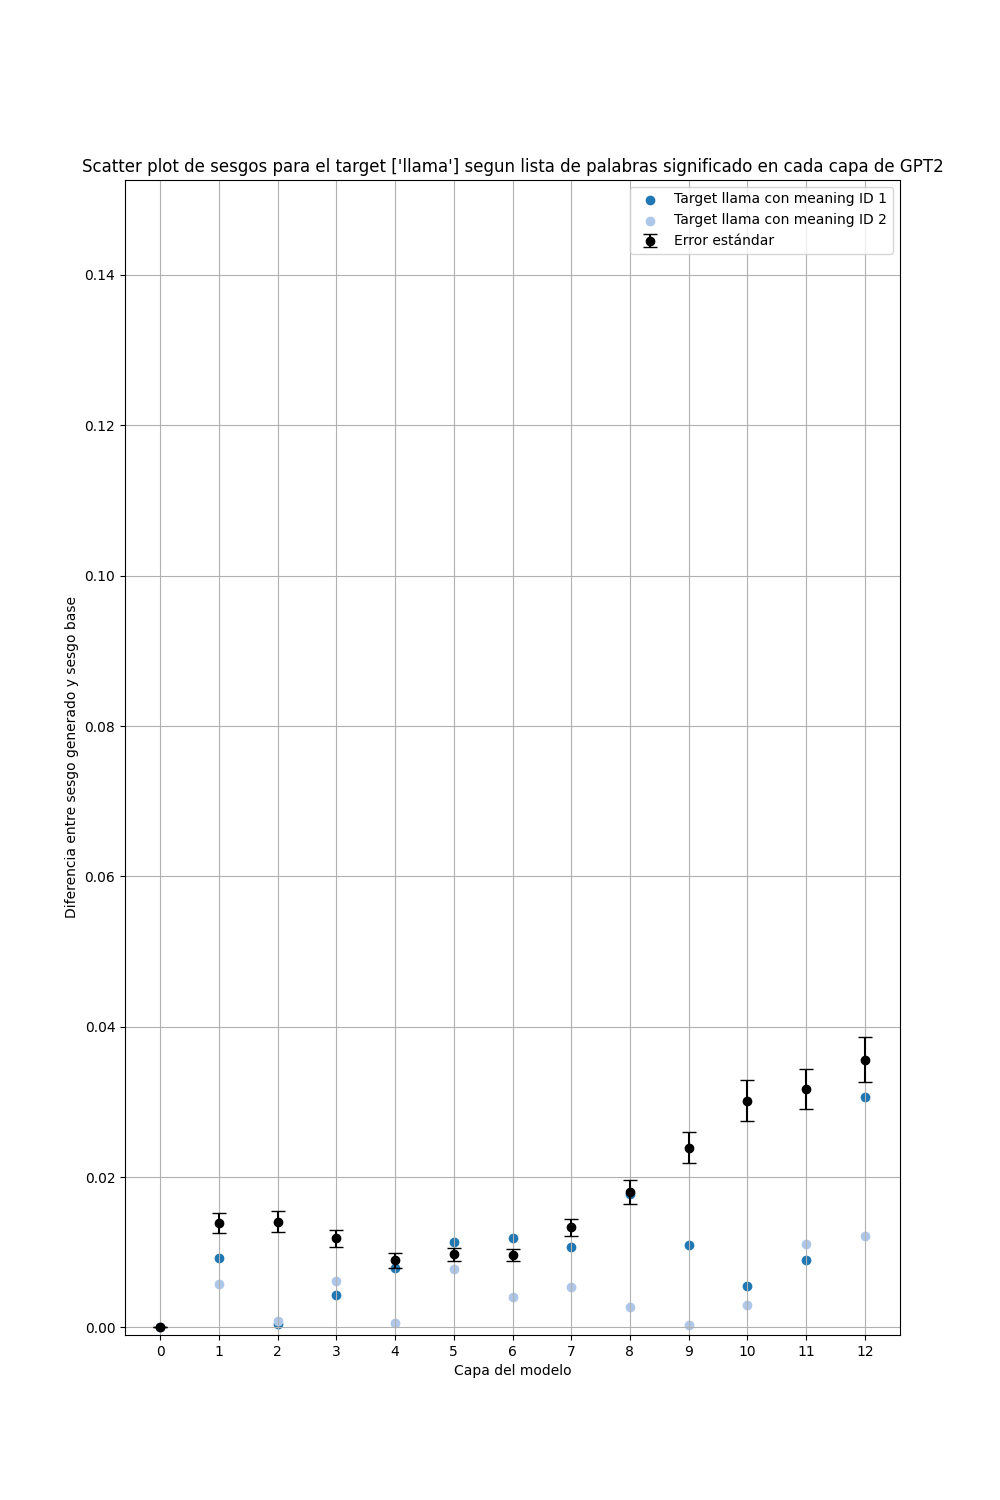 Scatter plot de sesgos para el target ['llama'] segun lista de palabras significado en cada capa de GPT2
Target llama con meaning ID 1
Target llama con meaning ID 2
Error estándar
0.14
0.12
0.10
0.08
0.06
0.04
0.02
0.00
Diferencia entre sesgo generado y sesgo base
0 1 2 3 4 5 6 7 8 9 10 11 12
Capa del modelo